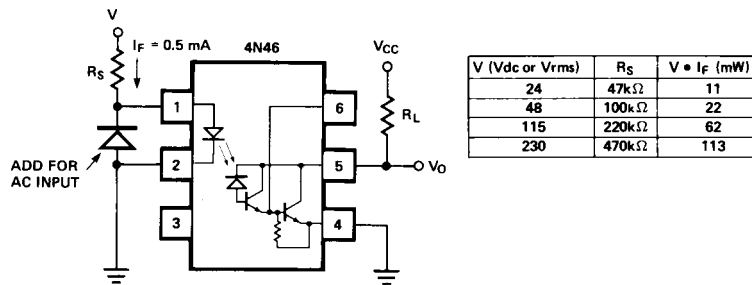 V
I_F = 0.5 mA
R_S
4N46
V_CC
1
6
R_L
2
5
V_O
ADD FOR
AC INPUT
3
4
V (Vdc or Vrms) R_S V • I_F (mW)
24 47kΩ 11
48 100kΩ 22
115 220kΩ 62
230 470kΩ 113